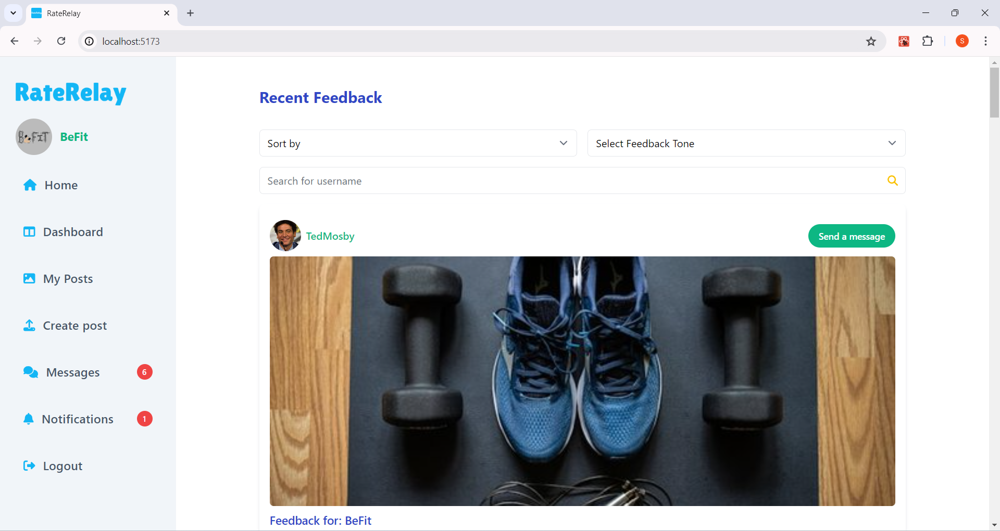 RateRelay
localhost:5173
S
RateRelay
BeFiT
BeFit
Home
Dashboard
My Posts
Create post
Messages 6
Notifications 1
Logout
Recent Feedback
Sort by
Select Feedback Tone
Search for username
TedMosby
Send a message
Feedback for: BeFit